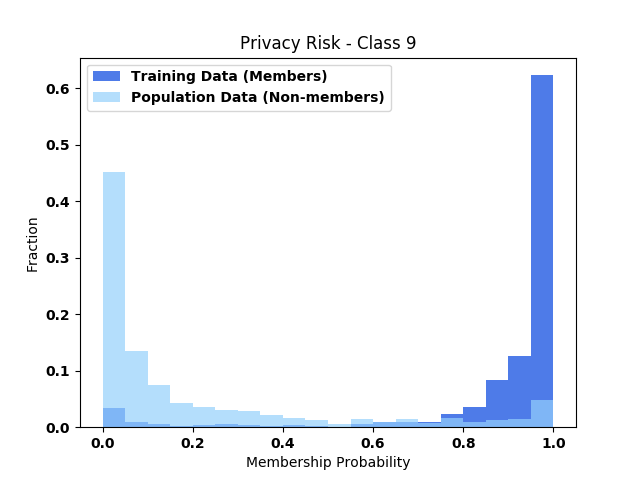 Privacy Risk - Class 9
Training Data (Members)
Population Data (Non-members)
Fraction
0.6
0.5
0.4
0.3
0.2
0.1
0.0
0.0 0.2 0.4 0.6 0.8 1.0
Membership Probability